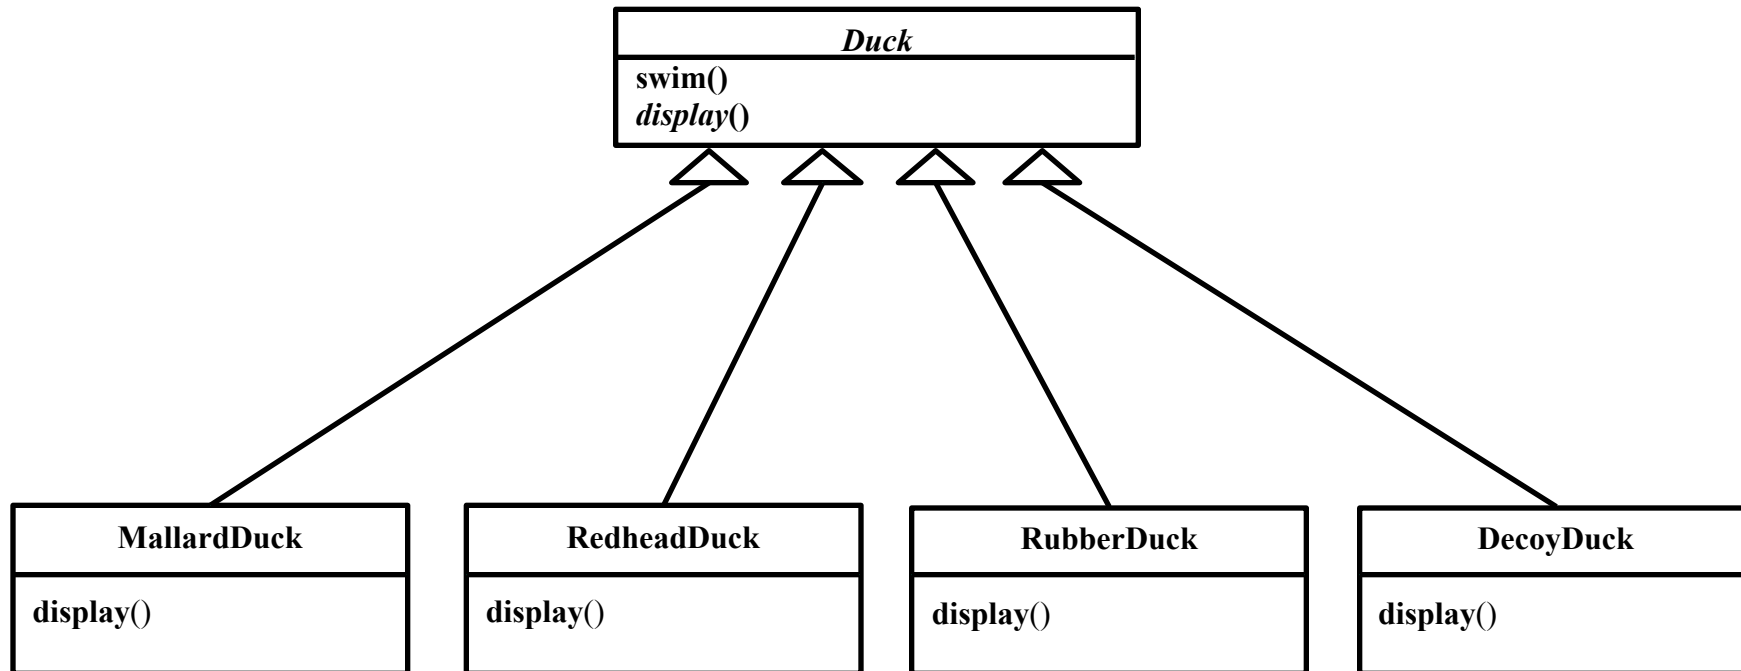 Duck
swim()
display()
MallardDuck
RedheadDuck
RubberDuck
DecoyDuck
display()
display()
display()
display()